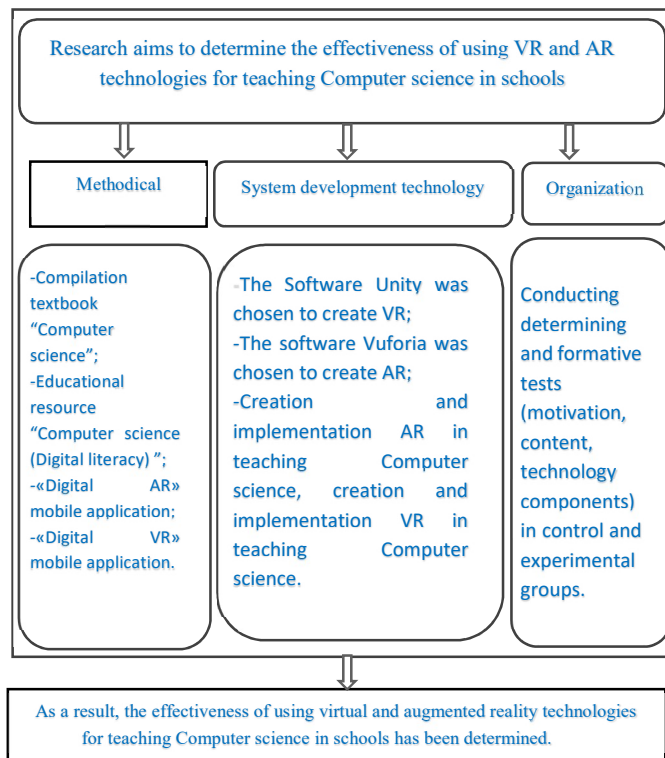 Research aims to determine the effectiveness of using VR and AR
technologies for teaching Computer science in schools
Methodical
System development technology
Organization
-Compilation
textbook
“Computer
science”;
-Educational
resource
“Computer science
(Digital literacy) ”;
-«Digital AR»
mobile application;
-«Digital VR»
mobile application.
-The Software Unity was
chosen to create VR;
-The software Vuforia was
chosen to create AR;
-Creation and
implementation AR in
teaching Computer
science, creation and
implementation VR in
teaching Computer
science.
Conducting
determining
and formative
tests
(motivation,
content,
technology
components)
in control and
experimental
groups.
As a result, the effectiveness of using virtual and augmented reality technologies
for teaching Computer science in schools has been determined.